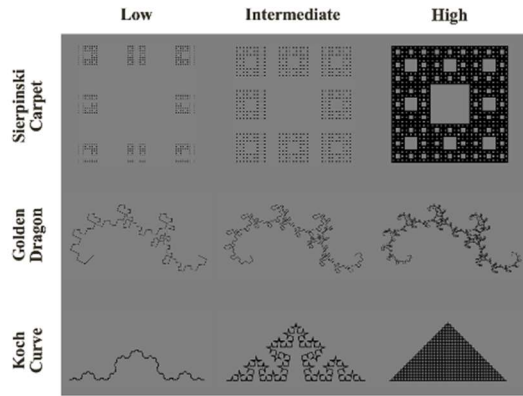 Low Intermediate High
Sierpinski
Carpet
Golden
Dragon
Koch
Curve